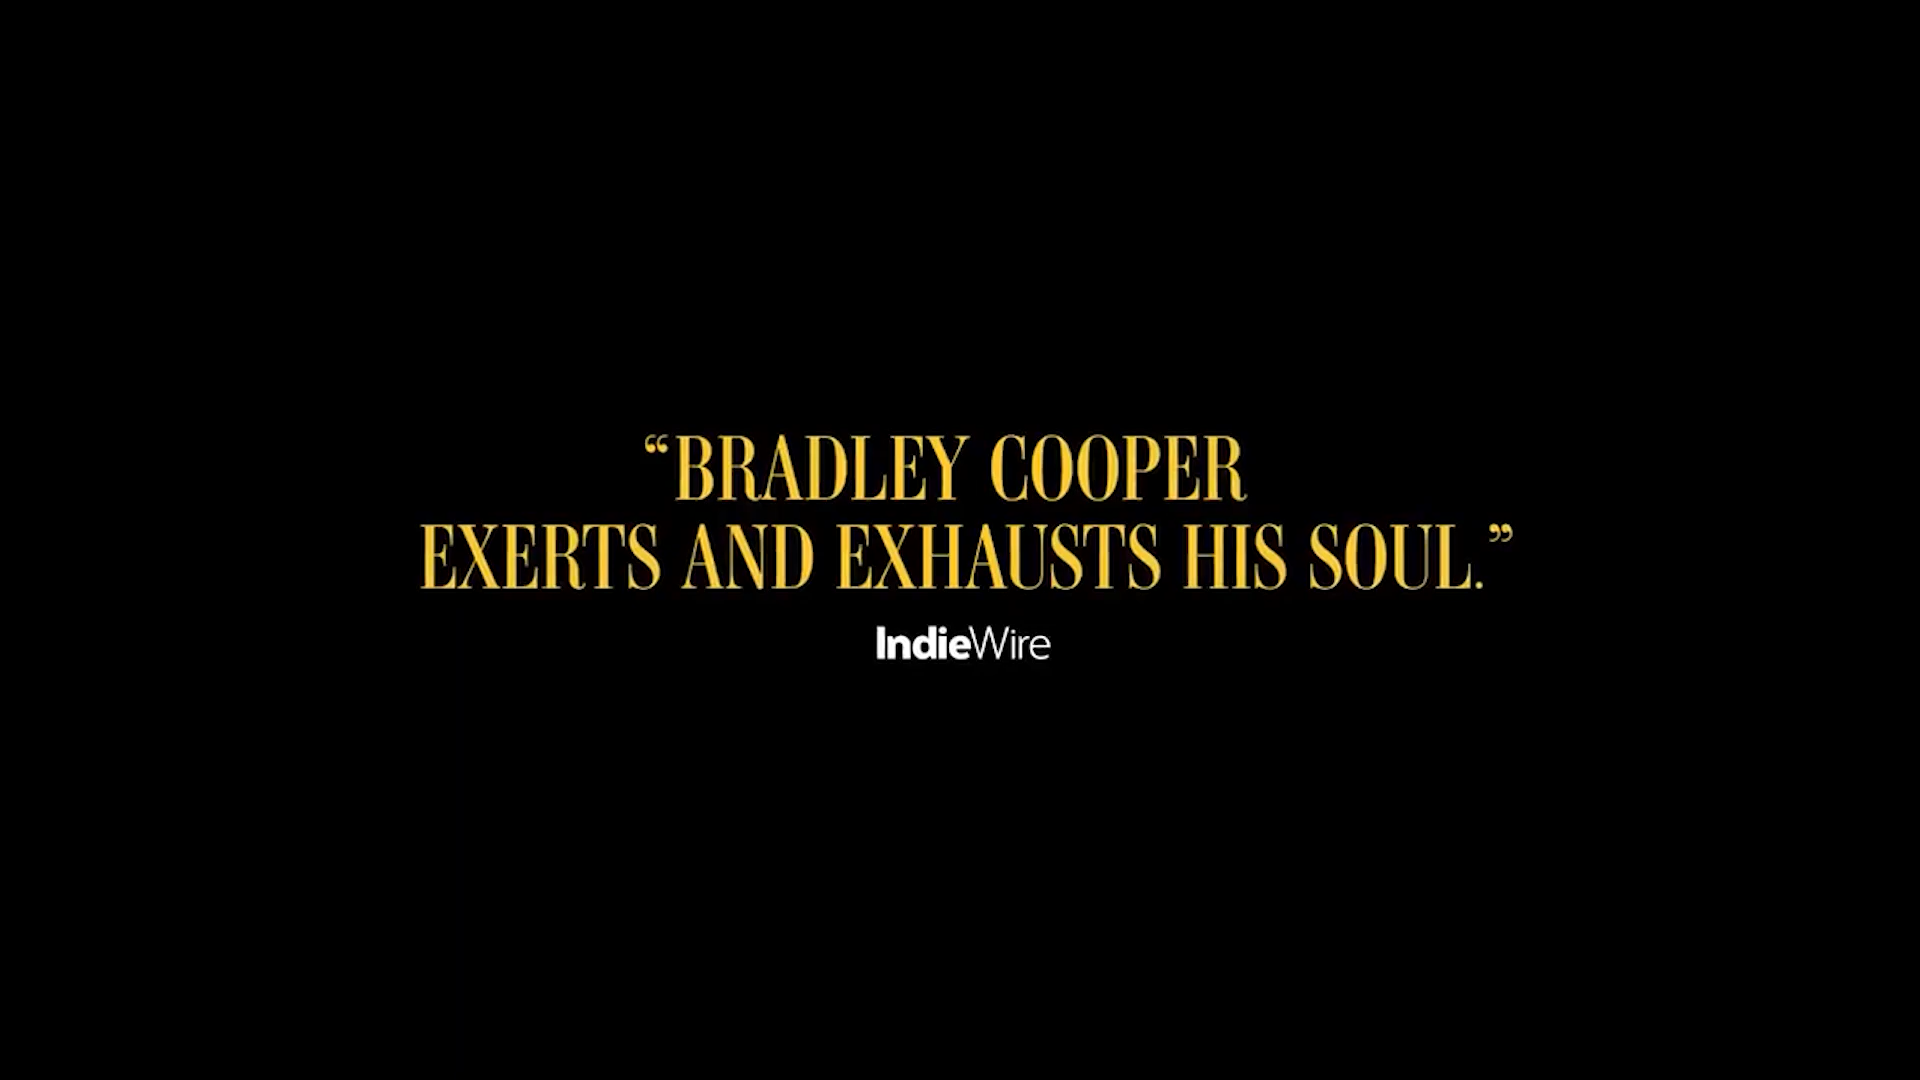 “BRADLEY COOPER
EXERTS AND EXHAUSTS HIS SOUL.”
IndieWire